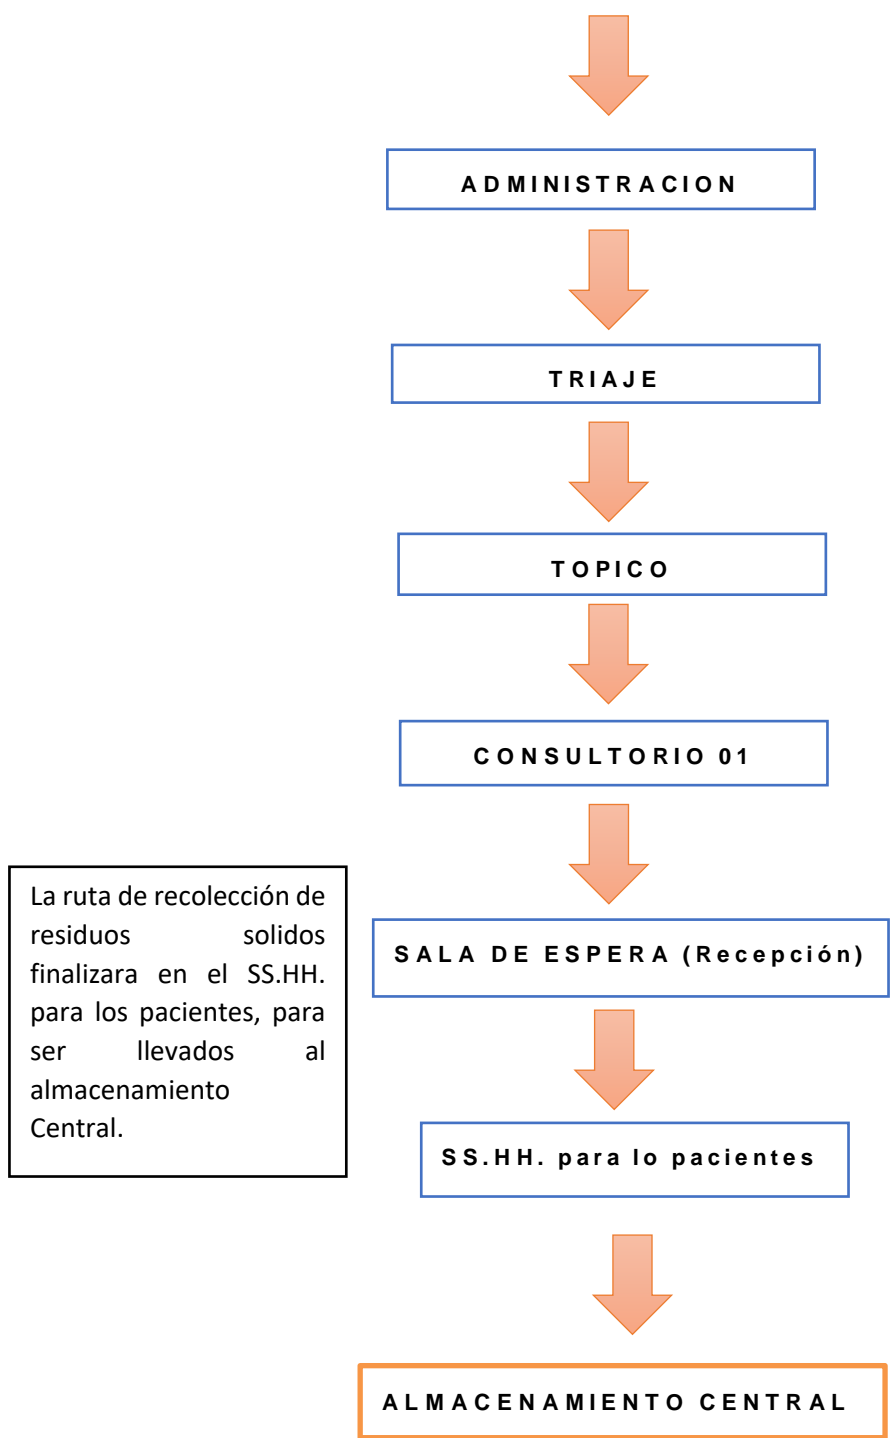 ADMINISTRACION
TRIAJE
TOPICO
CONSULTORIO 01
La ruta de recolección de
residuos solidos
finalizara en el SS.HH.
para los pacientes, para
ser llevados al
almacenamiento
Central.
SALA DE ESPERA (Recepción)
SS.HH. para lo pacientes
ALMACENAMIENTO CENTRAL